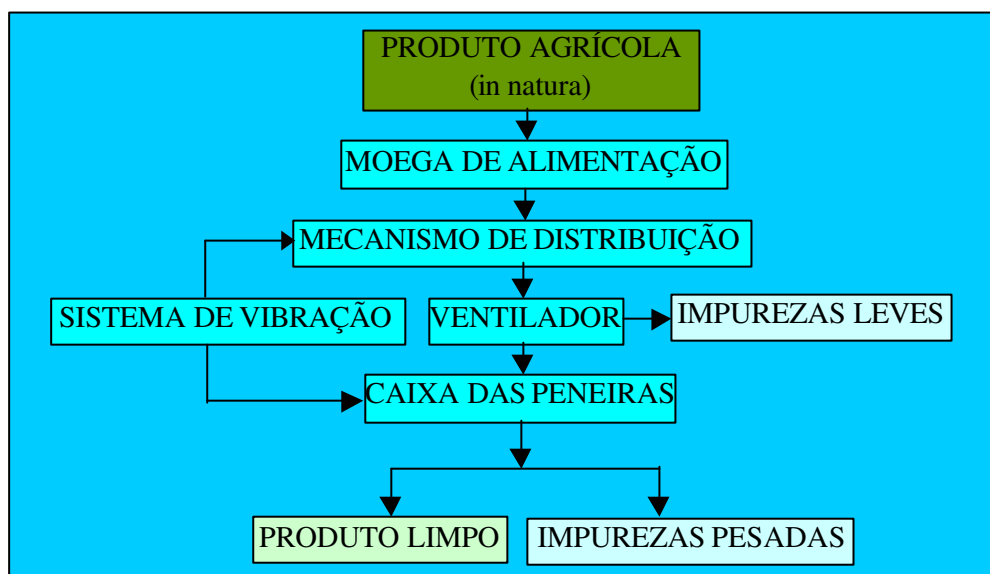 PRODUTO AGRÍCOLA
(in natura)
MOEGA DE ALIMENTAÇÃO
MECANISMO DE DISTRIBUIÇÃO
SISTEMA DE VIBRAÇÃO
VENTILADOR
IMPUREZAS LEVES
CAIXA DAS PENEIRAS
PRODUTO LIMPO
IMPUREZAS PESADAS